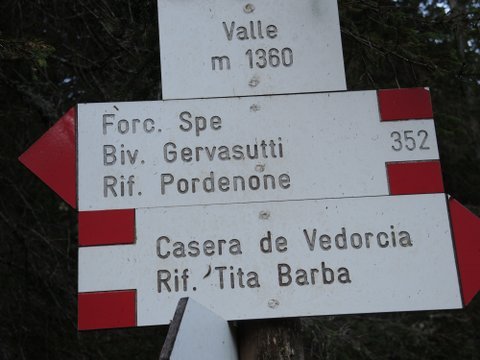 Valle
m 1360
Forc. Spe
Biv. Gervasutti
352
Rif. Pordenone
Casera de Vedorcia
Rif. Tita Barba